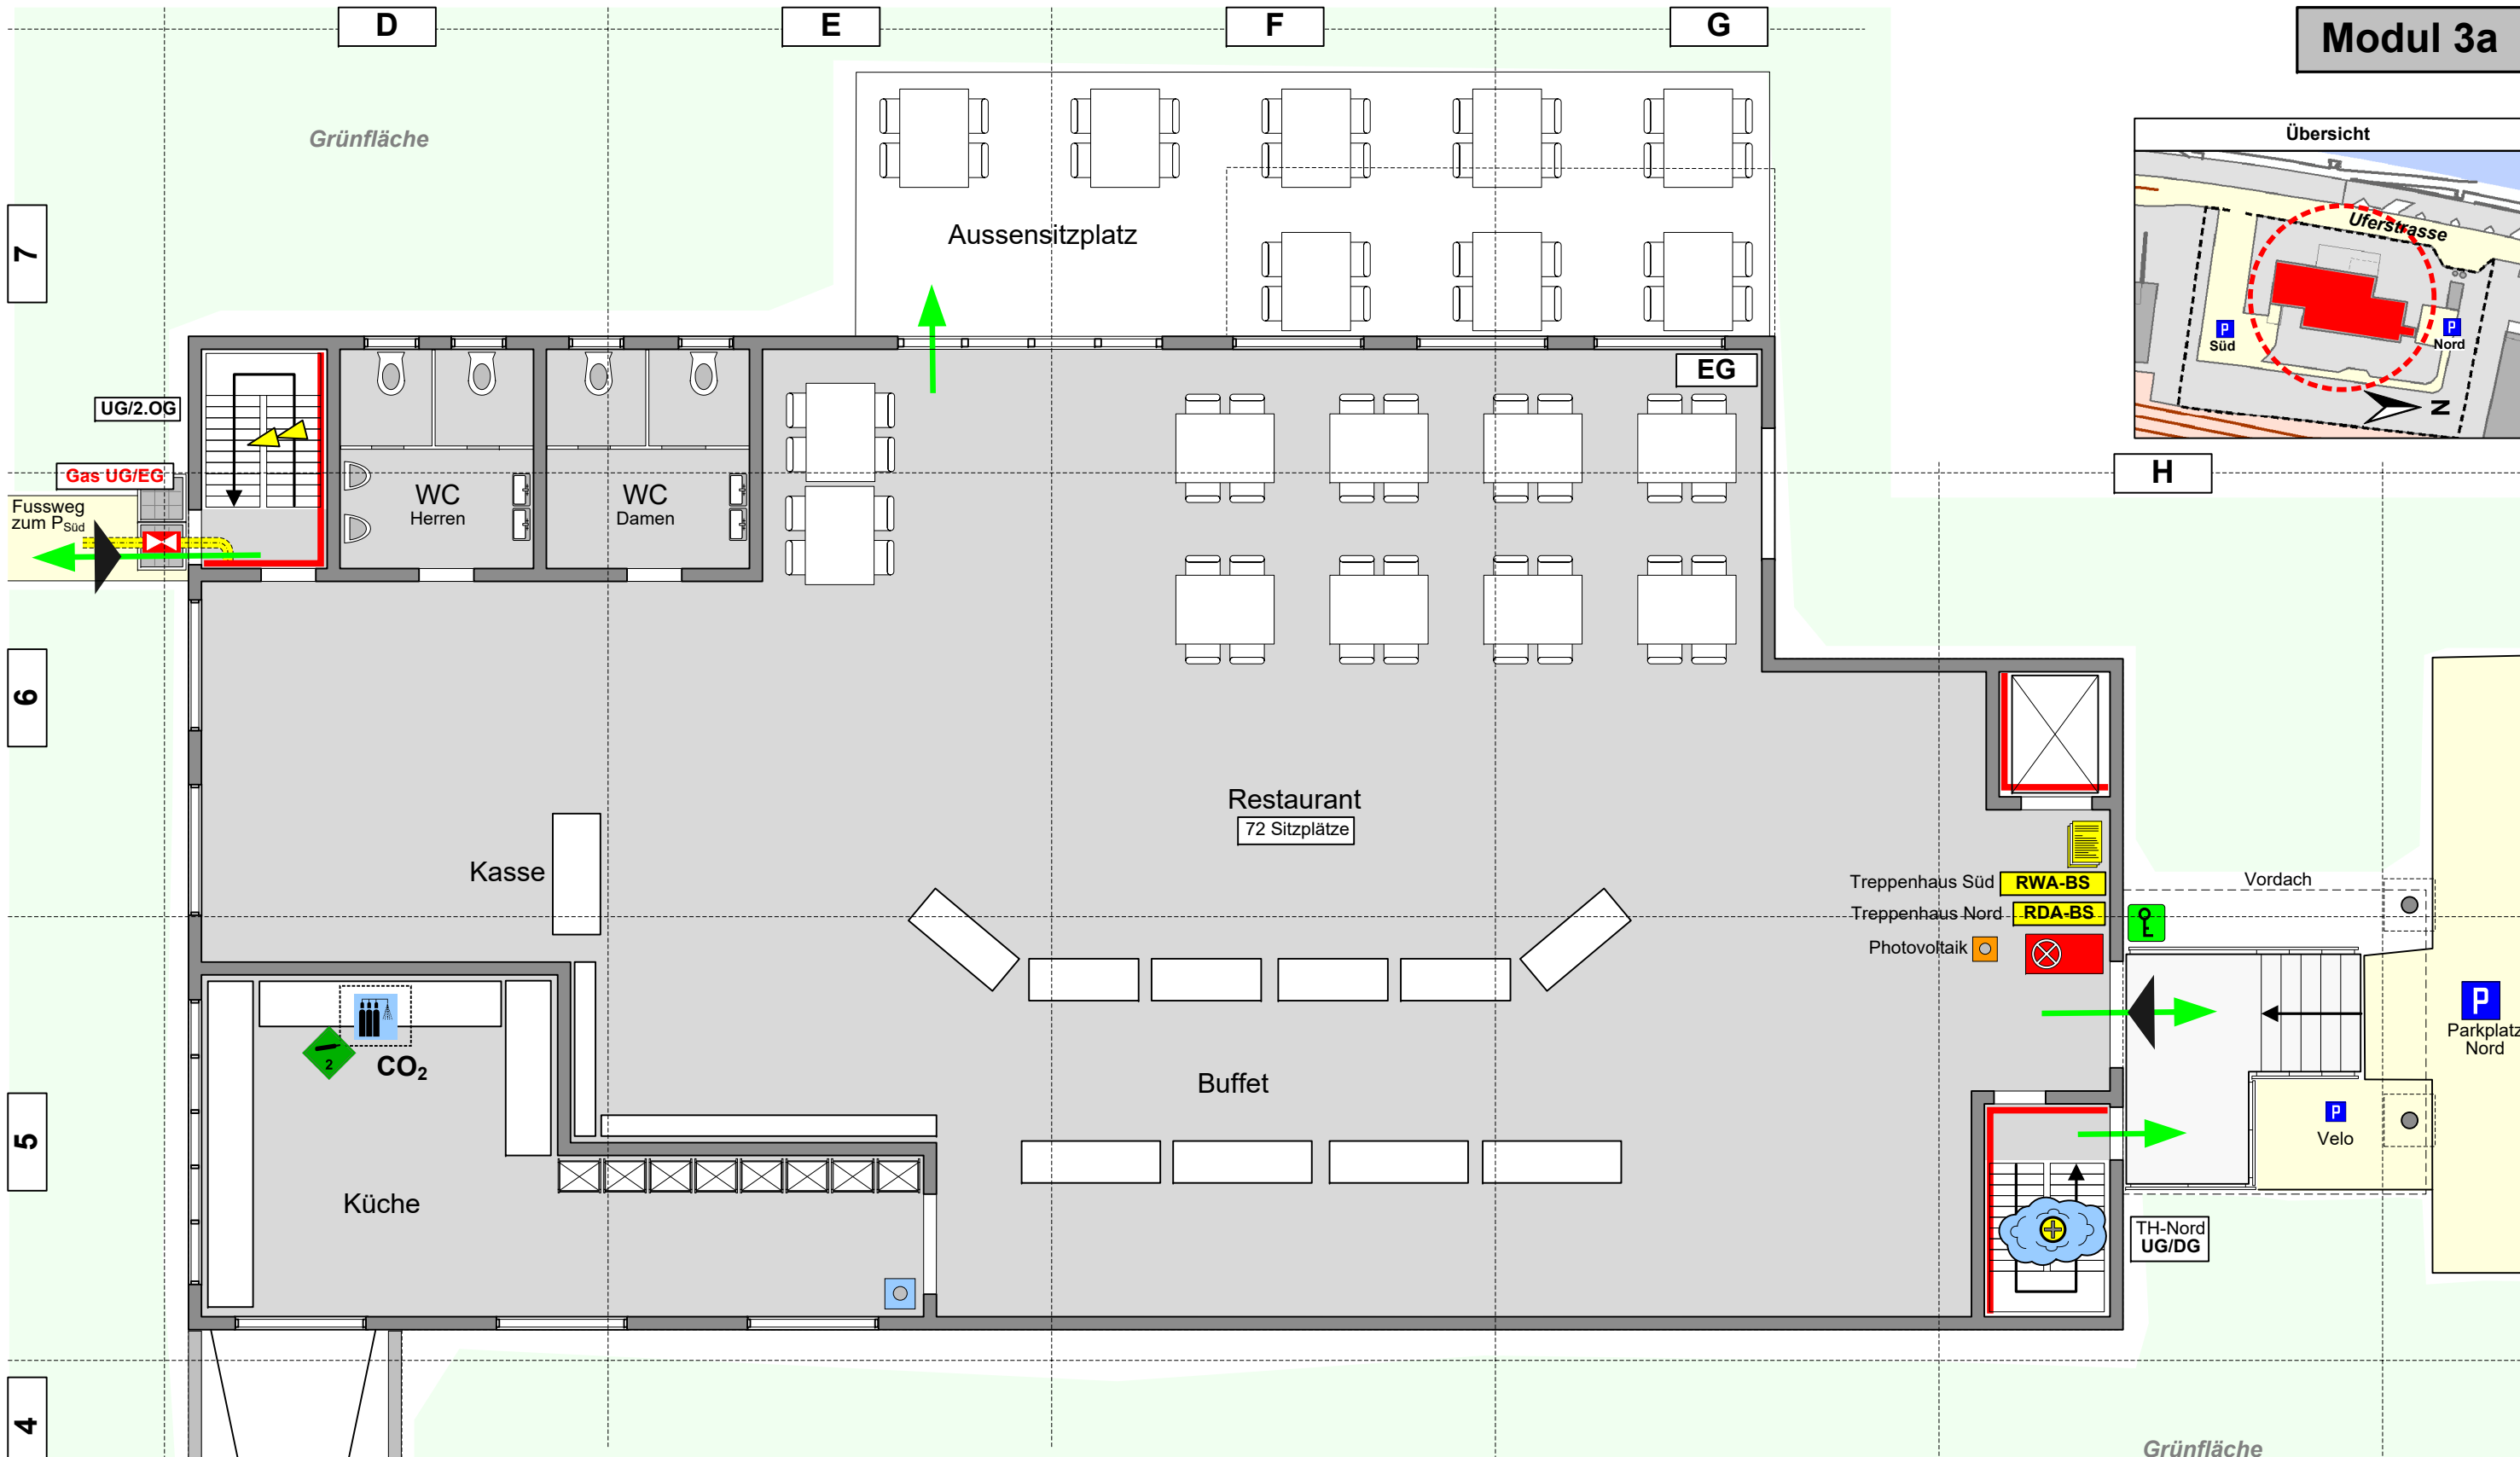 D
E
F
G
Modul 3a
Übersicht
Uferstrasse
P
Süd
P
Nord
N
Grünfläche
7
Aussensitzplatz
EG
UG/2.OG
Gas UG/EG
H
Fussweg
zum PSüd
WC
Herren
WC
Damen
6
Restaurant
72 Sitzplätze
Kasse
Treppenhaus Süd RWA-BS
Treppenhaus Nord RDA-BS
Photovoltaik
Vordach
P
Parkplatz
Nord
2
CO₂
Buffet
5
P
Velo
Küche
TH-Nord
UG/DG
4
Grünfläche